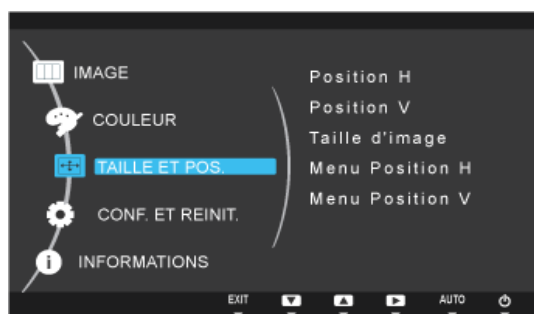 IMAGE
COULEUR
TAILLE ET POS.
CONF. ET REINIT.
INFORMATIONS
Position H
Position V
Taille d'image
Menu Position H
Menu Position V
EXIT
AUTO